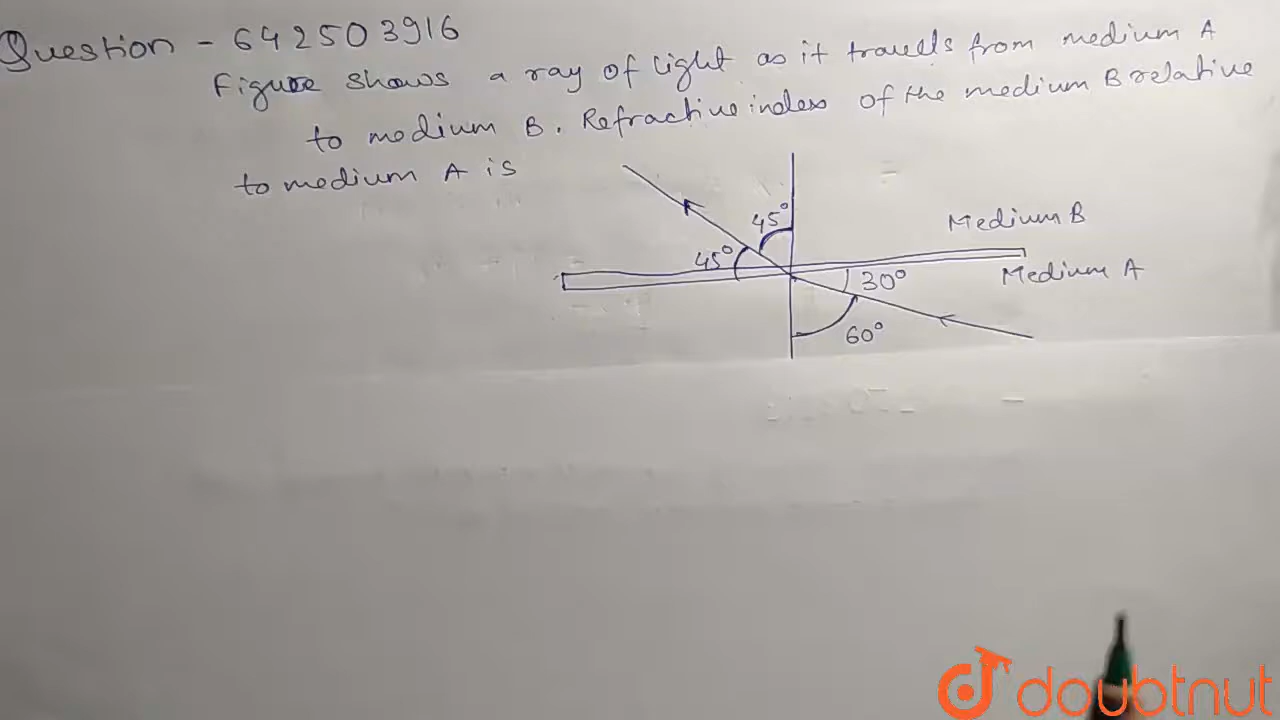 Question - 642503916
Figure shows a ray of light as it travels from medium A
to medium B. Refractive index of the medium B relative
to medium A is
45°
Medium B
45°
30°
Medium A
60°
doubtnut